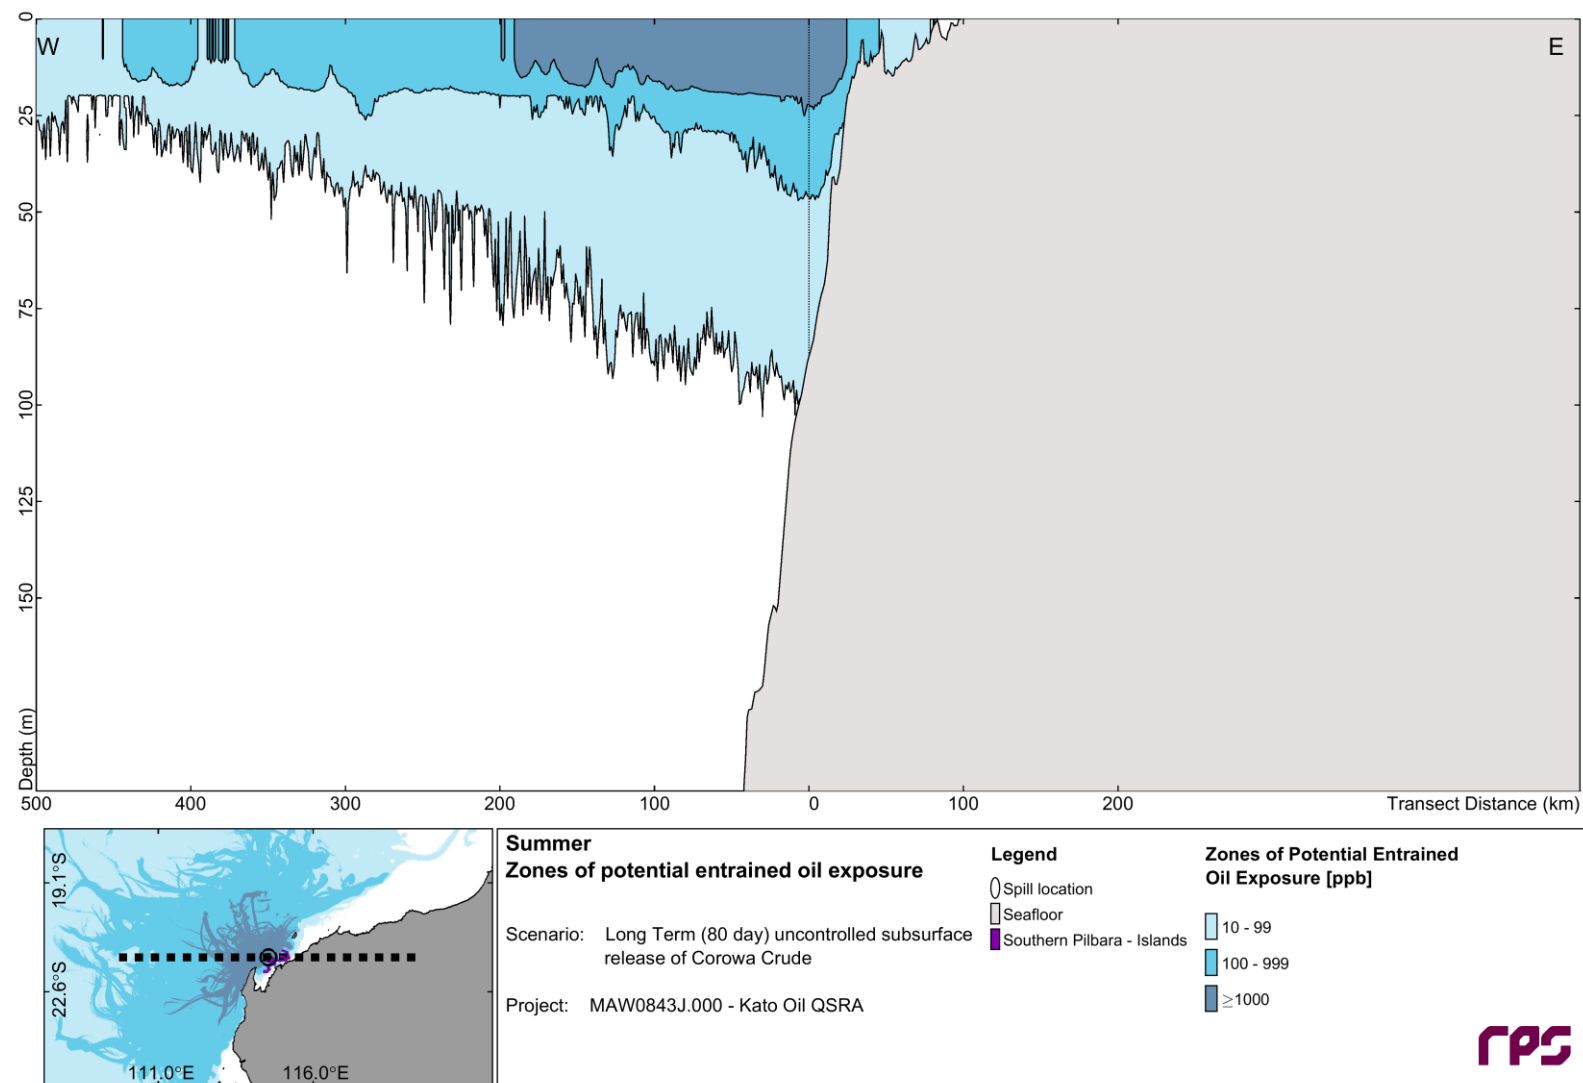 0
25
50
75
100
125
150
Depth (m)
W
E
500
400
300
200
100
0
100
200
Transect Distance (km)
19.1°S
22.6°S
111.0°E
116.0°E
Summer
Zones of potential entrained oil exposure
Scenario: Long Term (80 day) uncontrolled subsurface
release of Corowa Crude
Project: MAW0843J.000 - Kato Oil QSRA
Legend
Spill location
Seafloor
Southern Pilbara - Islands
Zones of Potential Entrained
Oil Exposure [ppb]
10 - 99
100 - 999
≥1000
rps